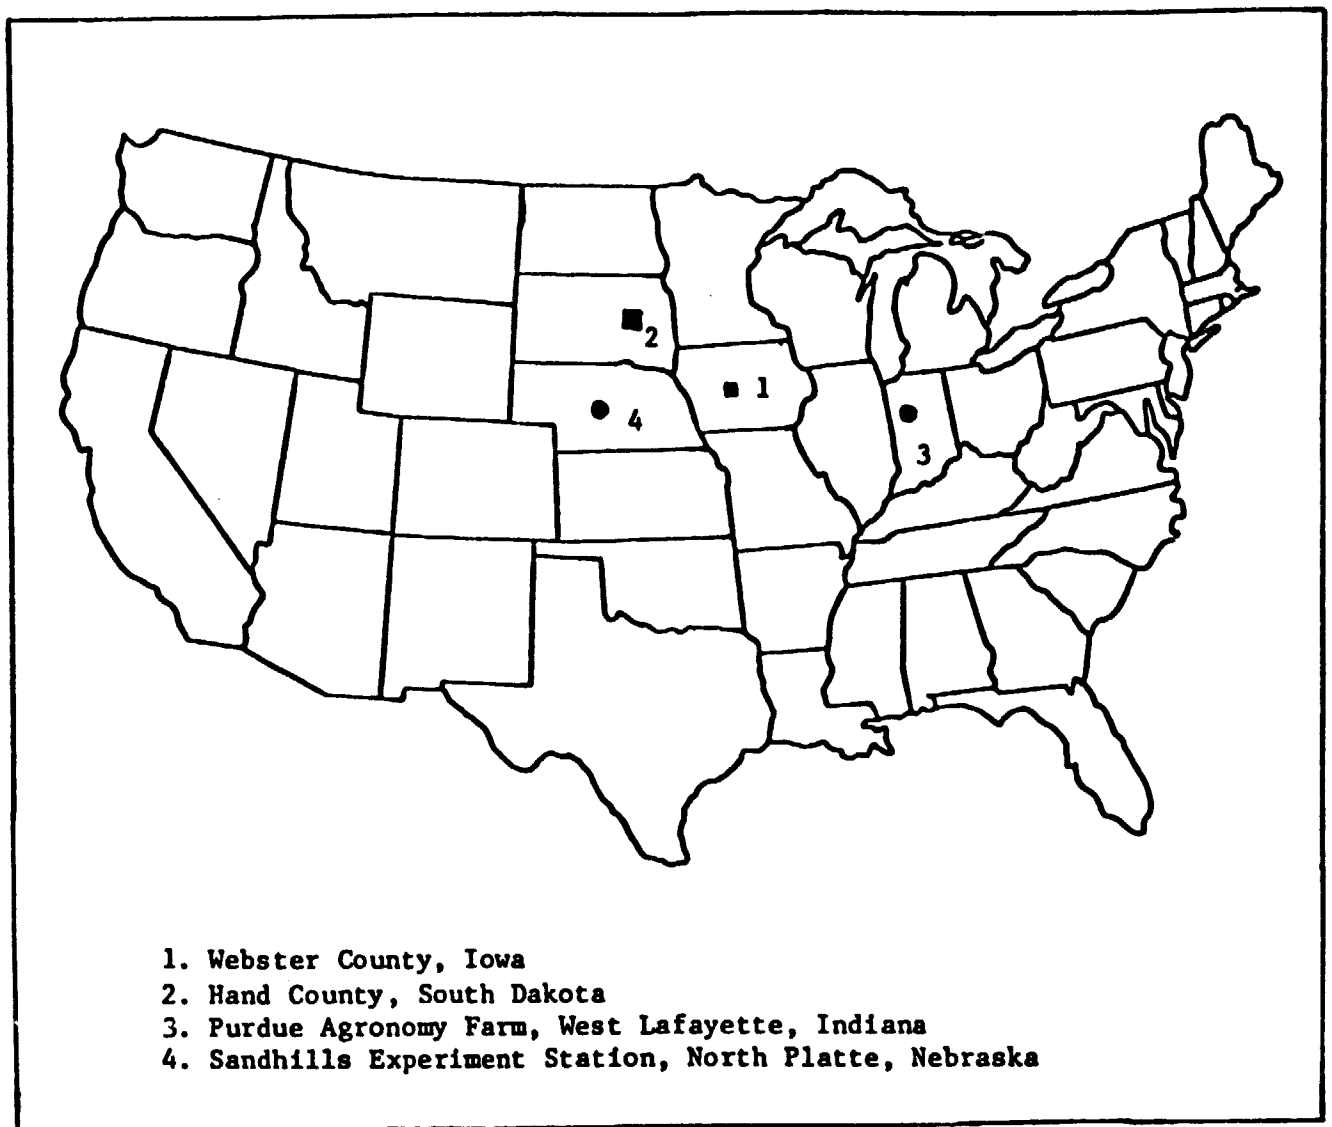 2
1
4
3
1. Webster County, Iowa
2. Hand County, South Dakota
3. Purdue Agronomy Farm, West Lafayette, Indiana
4. Sandhills Experiment Station, North Platte, Nebraska